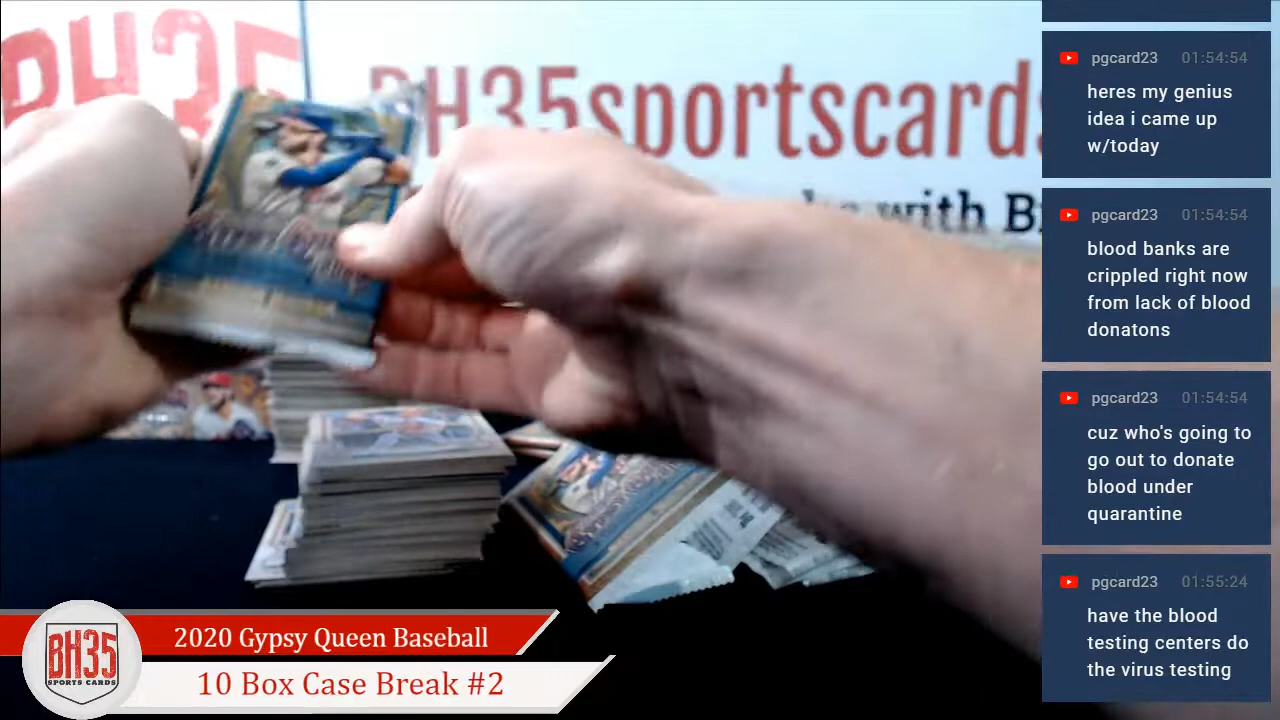 BH35
BH35sportscards
with
2020 Gypsy Queen Baseball
10 Box Case Break #2
BH35
SPORTS CARDS
pgcard23 01:54:54
heres my genius
idea i came up
w/today
pgcard23 01:54:54
blood banks are
crippled right now
from lack of blood
donatons
pgcard23 01:54:54
cuz who's going to
go out to donate
blood under
quarantine
pgcard23 01:55:24
have the blood
testing centers do
the virus testing